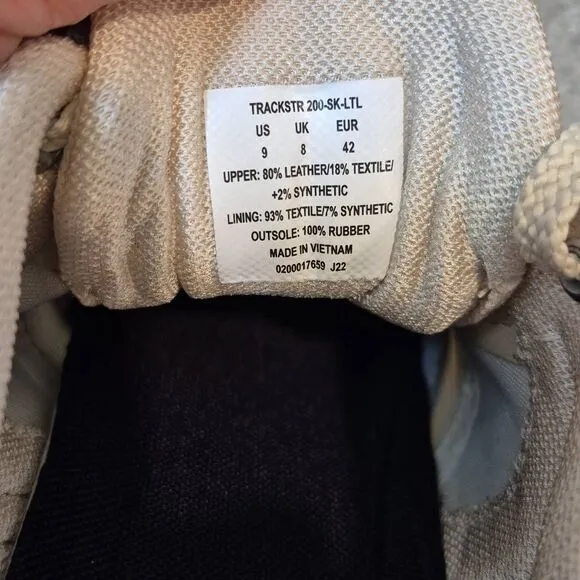 TRACKSTR 200-SK-LTL
US UK EUR
9 8 42
UPPER: 80% LEATHER/18% TEXTILE/
+2% SYNTHETIC
LINING: 93% TEXTILE/7% SYNTHETIC
OUTSOLE: 100% RUBBER
MADE IN VIETNAM
0200017659 J22